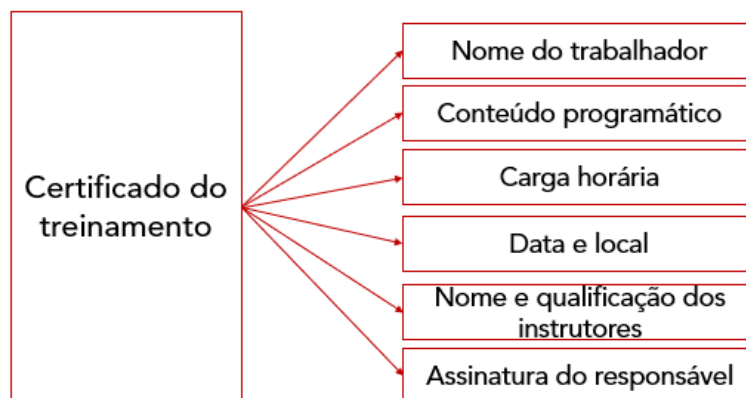 Certificado do
treinamento
Nome do trabalhador
Conteúdo programático
Carga horária
Data e local
Nome e qualificação dos
instrutores
Assinatura do responsável